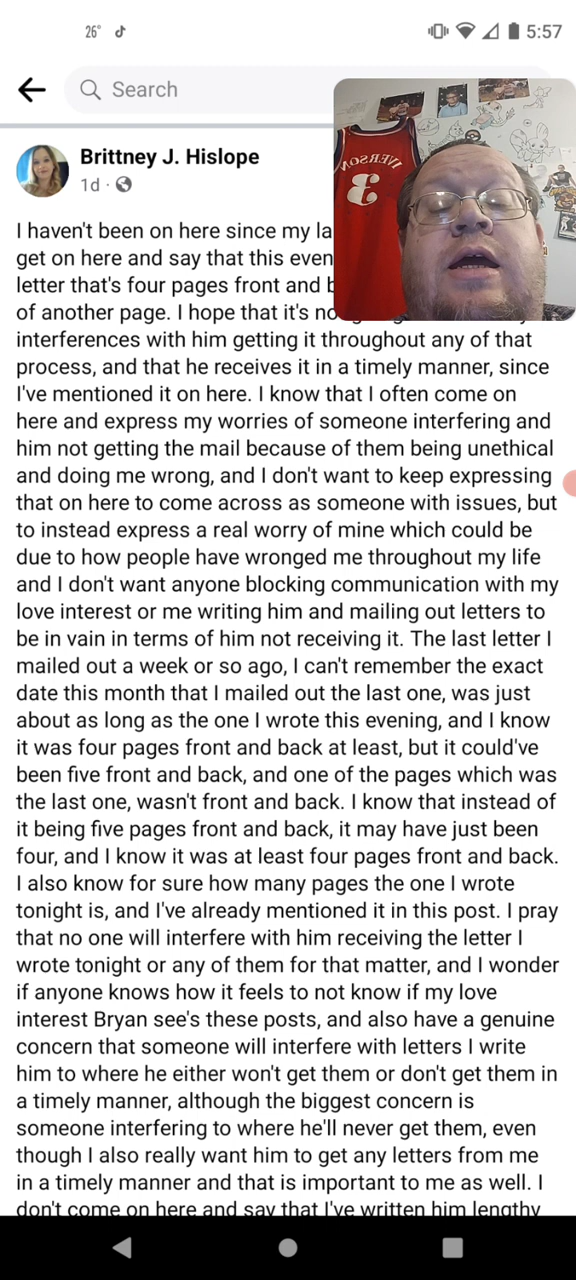 26°
5:57
Search
Brittney J. Hislope
1d
IVERSON
3
I haven't been on here since my la
get on here and say that this even
letter that's four pages front and
of another page. I hope that it's
interferences with him getting it throughout any of that
process, and that he receives it in a timely manner, since
I've mentioned it on here. I know that I often come on
here and express my worries of someone interfering and
him not getting the mail because of them being unethical
and doing me wrong, and I don't want to keep expressing
that on here to come across as someone with issues, but
to instead express a real worry of mine which could be
due to how people have wronged me throughout my life
and I don't want anyone blocking communication with my
love interest or me writing him and mailing out letters to
be in vain in terms of him not receiving it. The last letter I
mailed out a week or so ago, I can't remember the exact
date this month that I mailed out the last one, was just
about as long as the one I wrote this evening, and I know
it was four pages front and back at least, but it could've
been five front and back, and one of the pages which was
the last one, wasn't front and back. I know that instead of
it being five pages front and back, it may have just been
four, and I know it was at least four pages front and back.
I also know for sure how many pages the one I wrote
tonight is, and I've already mentioned it in this post. I pray
that no one will interfere with him receiving the letter I
wrote tonight or any of them for that matter, and I wonder
if anyone knows how it feels to not know if my love
interest Bryan see's these posts, and also have a genuine
concern that someone will interfere with letters I write
him to where he either won't get them or don't get them in
a timely manner, although the biggest concern is
someone interfering to where he'll never get them, even
though I also really want him to get any letters from me
in a timely manner and that is important to me as well. I
don't come on here and say that I've written him lengthy